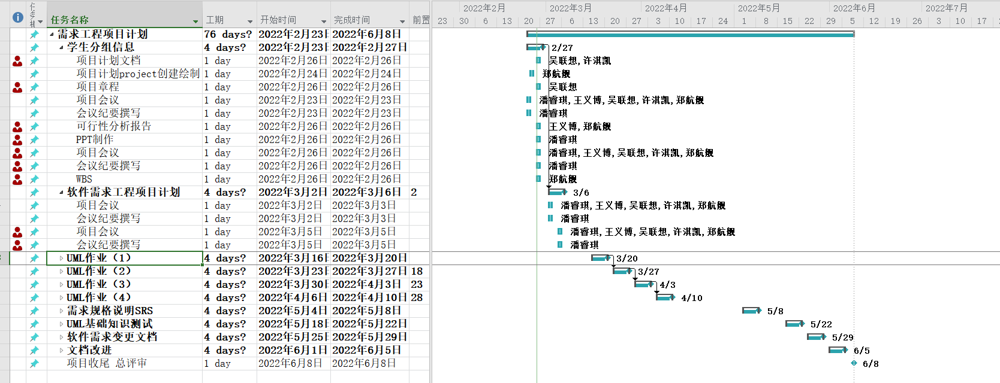 2022年2月 2022年3月 2022年4月 2022年5月 2022年6月 2022年7月
任务名称 工期 开始时间 完成时间 前置
23 30 6 13 20 27 6 13 20 27 3 10 17 24 1 8 15 22 29 5 12 19 26 3 10 17
需求工程项目计划 76 days? 2022年2月23日 2022年6月8日
学生分组信息 4 days? 2022年2月23日 2022年2月27日 2/27
项目计划文档 1 day 2022年2月26日 2022年2月26日 吴联想,许淇凯
项目计划project创建绘制 1 day 2022年2月24日 2022年2月24日 郑航舰
项目章程 1 day 2022年2月26日 2022年2月26日 吴联想
项目会议 1 day 2022年2月23日 2022年2月23日 潘睿琪,王义博,吴联想,许淇凯,郑航舰
会议纪要撰写 1 day 2022年2月23日 2022年2月23日 潘睿琪
可行性分析报告 1 day 2022年2月26日 2022年2月26日 王义博,郑航舰
PPT制作 1 day 2022年2月26日 2022年2月26日 潘睿琪
项目会议 1 day 2022年2月26日 2022年2月26日 潘睿琪,王义博,吴联想,许淇凯,郑航舰
会议纪要撰写 1 day 2022年2月26日 2022年2月26日 潘睿琪
WBS 1 day 2022年2月26日 2022年2月26日 郑航舰
软件需求工程项目计划 4 days? 2022年3月2日 2022年3月6日 2 3/6
项目会议 1 day 2022年3月2日 2022年3月3日 潘睿琪,王义博,吴联想,许淇凯,郑航舰
会议纪要撰写 1 day 2022年3月2日 2022年3月3日 潘睿琪
项目会议 1 day 2022年3月5日 2022年3月5日 潘睿琪,王义博,吴联想,许淇凯,郑航舰
会议纪要撰写 1 day 2022年3月5日 2022年3月5日 潘睿琪
UML作业（1） 4 days? 2022年3月16日 2022年3月20日 3/20
UML作业（2） 4 days? 2022年3月23日 2022年3月27日 18 3/27
UML作业（3） 4 days? 2022年3月30日 2022年4月3日 23 4/3
UML作业（4） 4 days? 2022年4月6日 2022年4月10日 28 4/10
需求规格说明SRS 4 days? 2022年5月4日 2022年5月8日 5/8
UML基础知识测试 4 days? 2022年5月18日 2022年5月22日 5/22
软件需求变更文档 4 days? 2022年5月25日 2022年5月29日 5/29
文档改进 4 days? 2022年6月1日 2022年6月5日 6/5
项目收尾 总评审 1 day 2022年6月8日 2022年6月8日 6/8